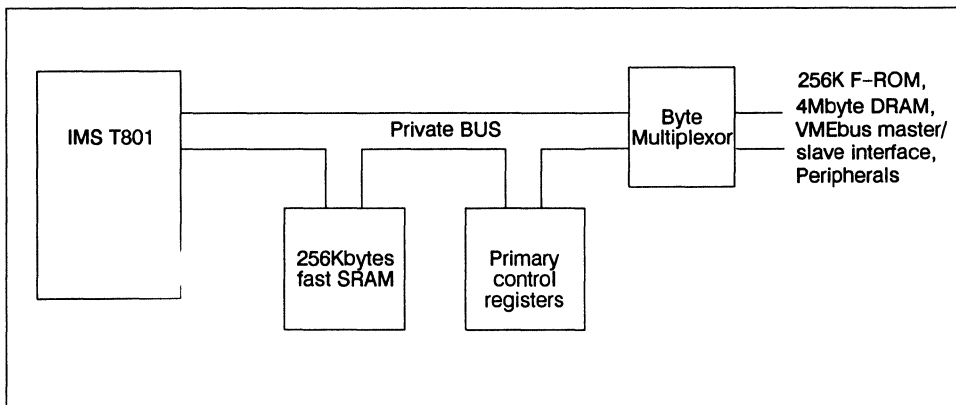 IMS T801
Private BUS
256Kbytes
fast SRAM
Primary
control
registers
Byte
Multiplexor
256K F-ROM,
4Mbyte DRAM,
VMEbus master/
slave interface,
Peripherals